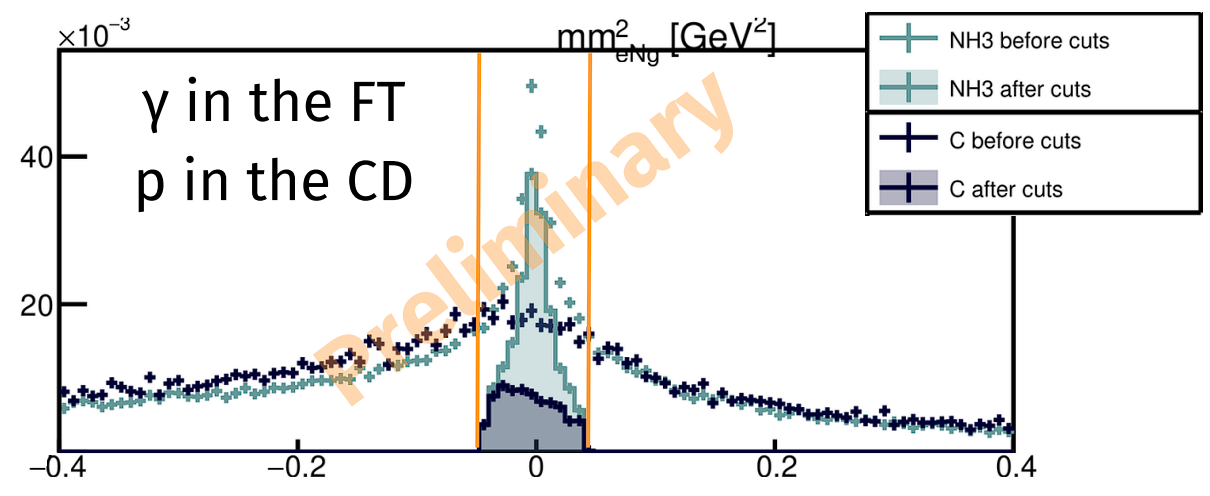 ×10⁻³
mm²eNg [GeV²]
NH3 before cuts
NH3 after cuts
C before cuts
C after cuts
γ in the FT
p in the CD
Preliminary
40
20
−0.4 −0.2 0 0.2 0.4